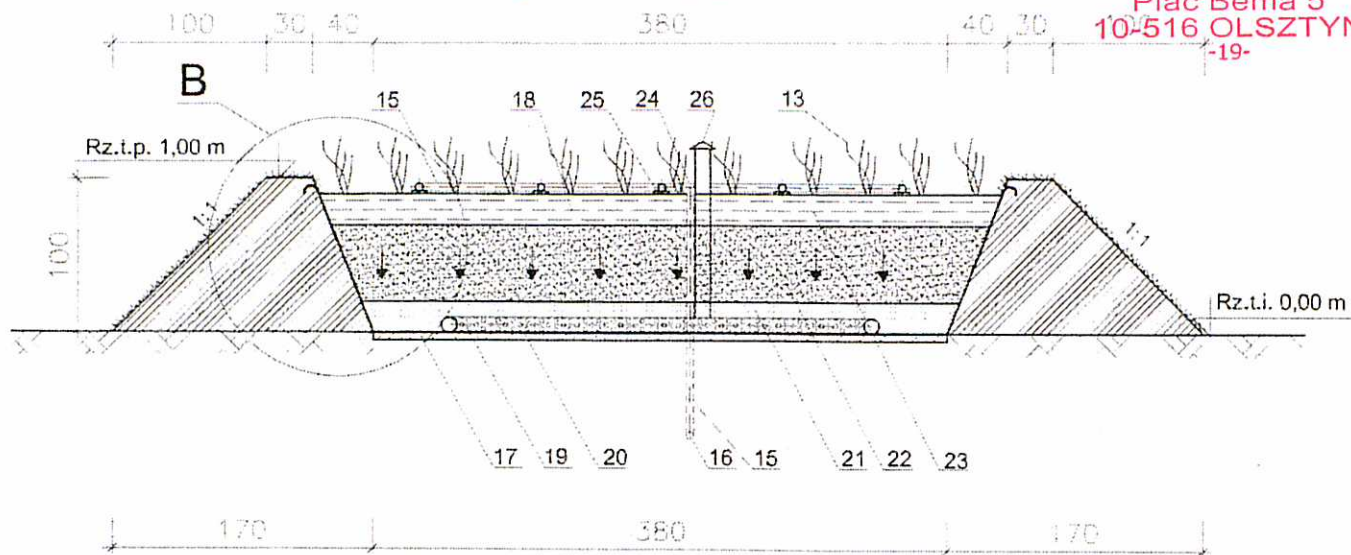 Plac Bema 5
10-516 OLSZTYN
-19-
100 30 40 380 40 30 100
B
15 18 25 24 26 13
Rz.t.p. 1,00 m
1:1
1:1
100
Rz.t.i. 0,00 m
17 19 20 16 15 21 22 23
170 380 170